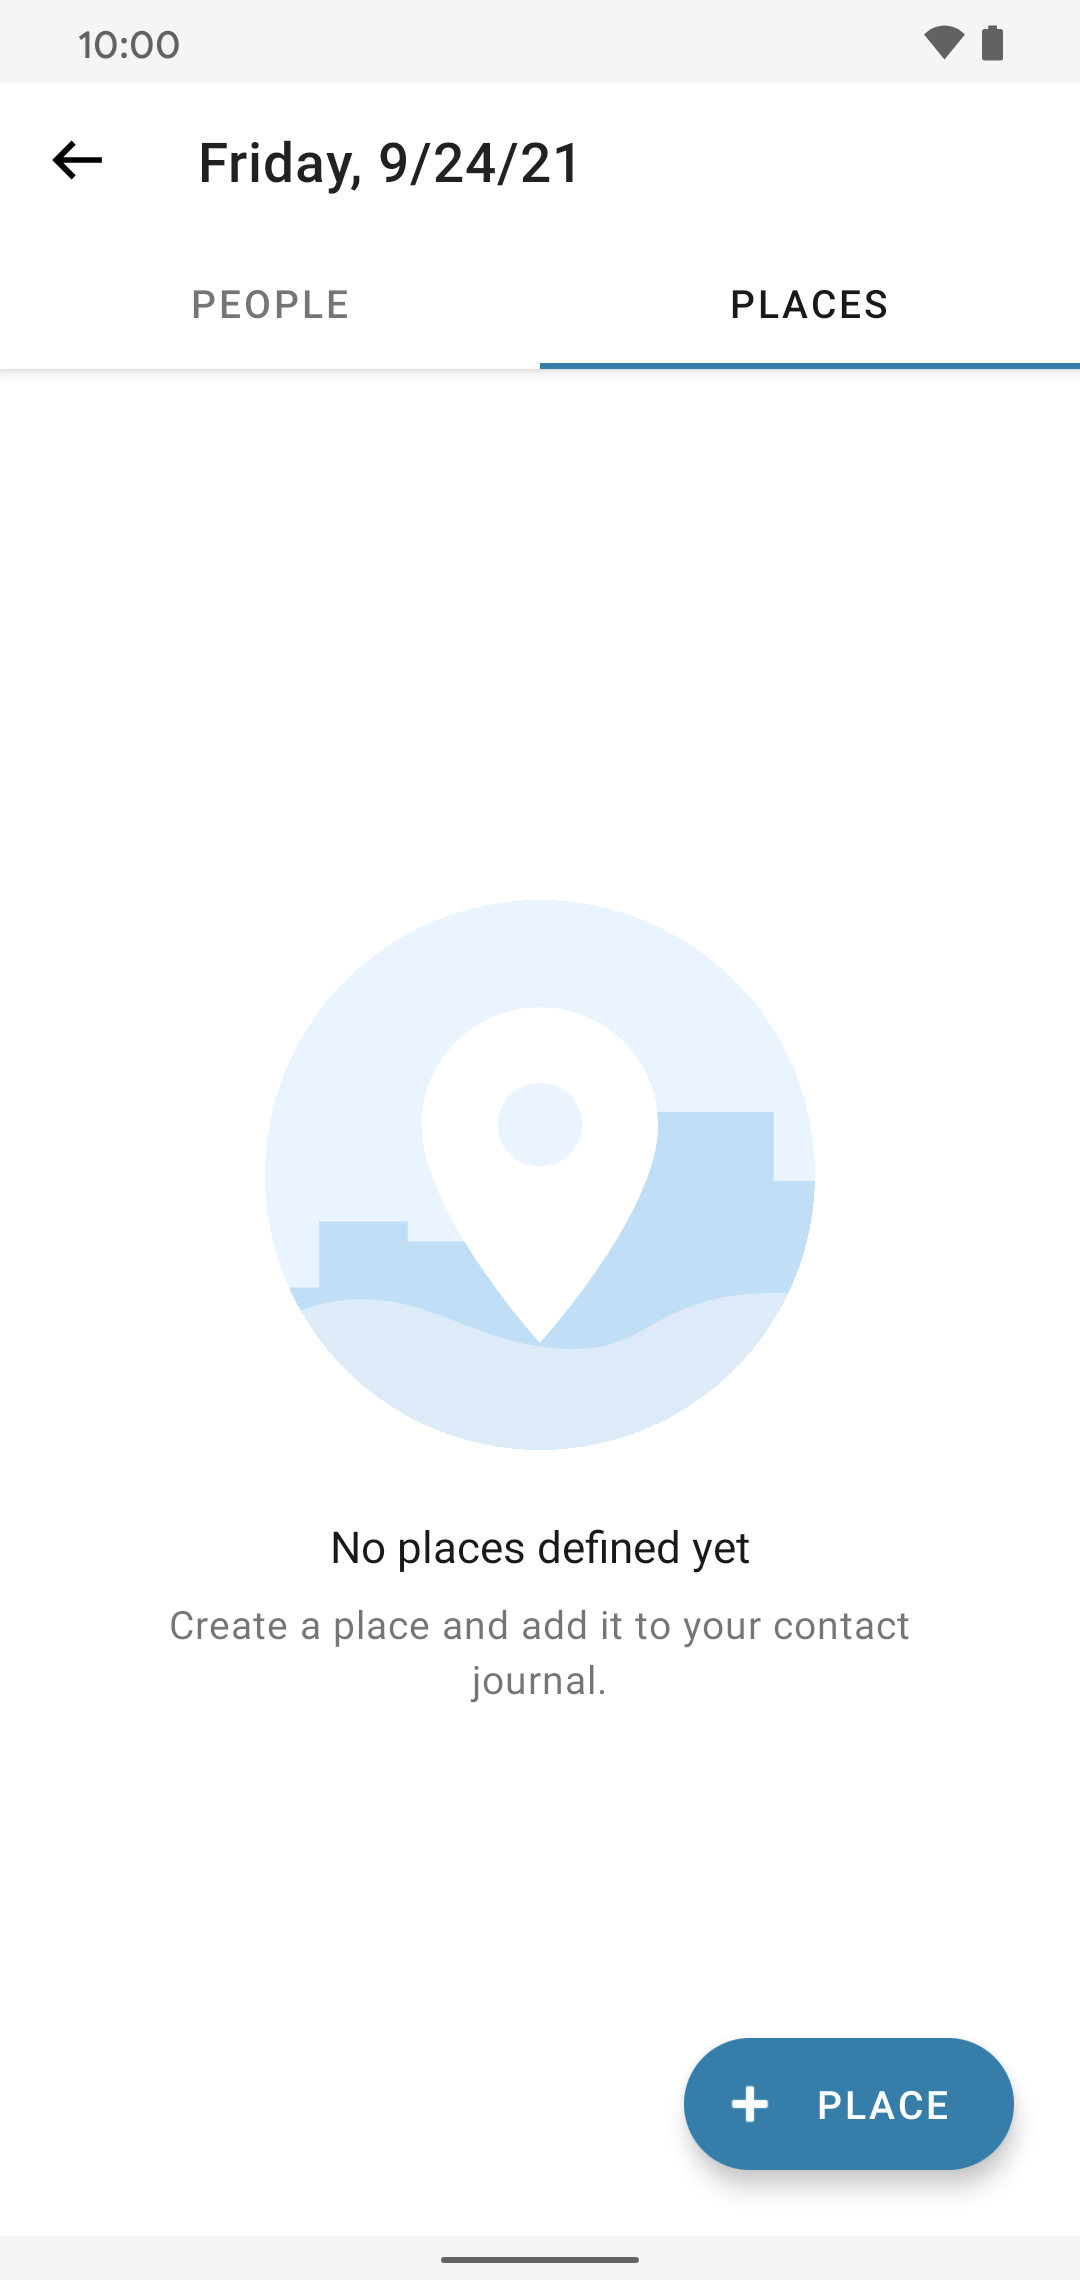 10:00
Friday, 9/24/21
PEOPLE
PLACES
No places defined yet
Create a place and add it to your contact
journal.
PLACE